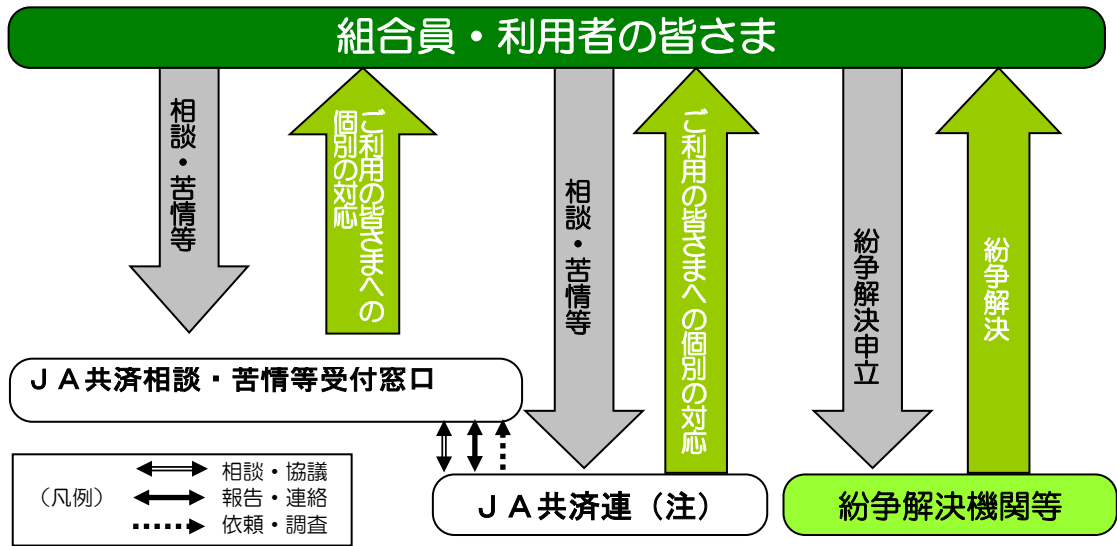 組合員・利用者の皆さま
相談・苦情等
ご利用の皆さまへの
個別の対応
相談・苦情等
ご利用の皆さまへの個別の対応
紛争解決申立
紛争解決
ＪＡ共済相談・苦情等受付窓口
（凡例）
相談・協議
報告・連絡
依頼・調査
ＪＡ共済連（注）
紛争解決機関等